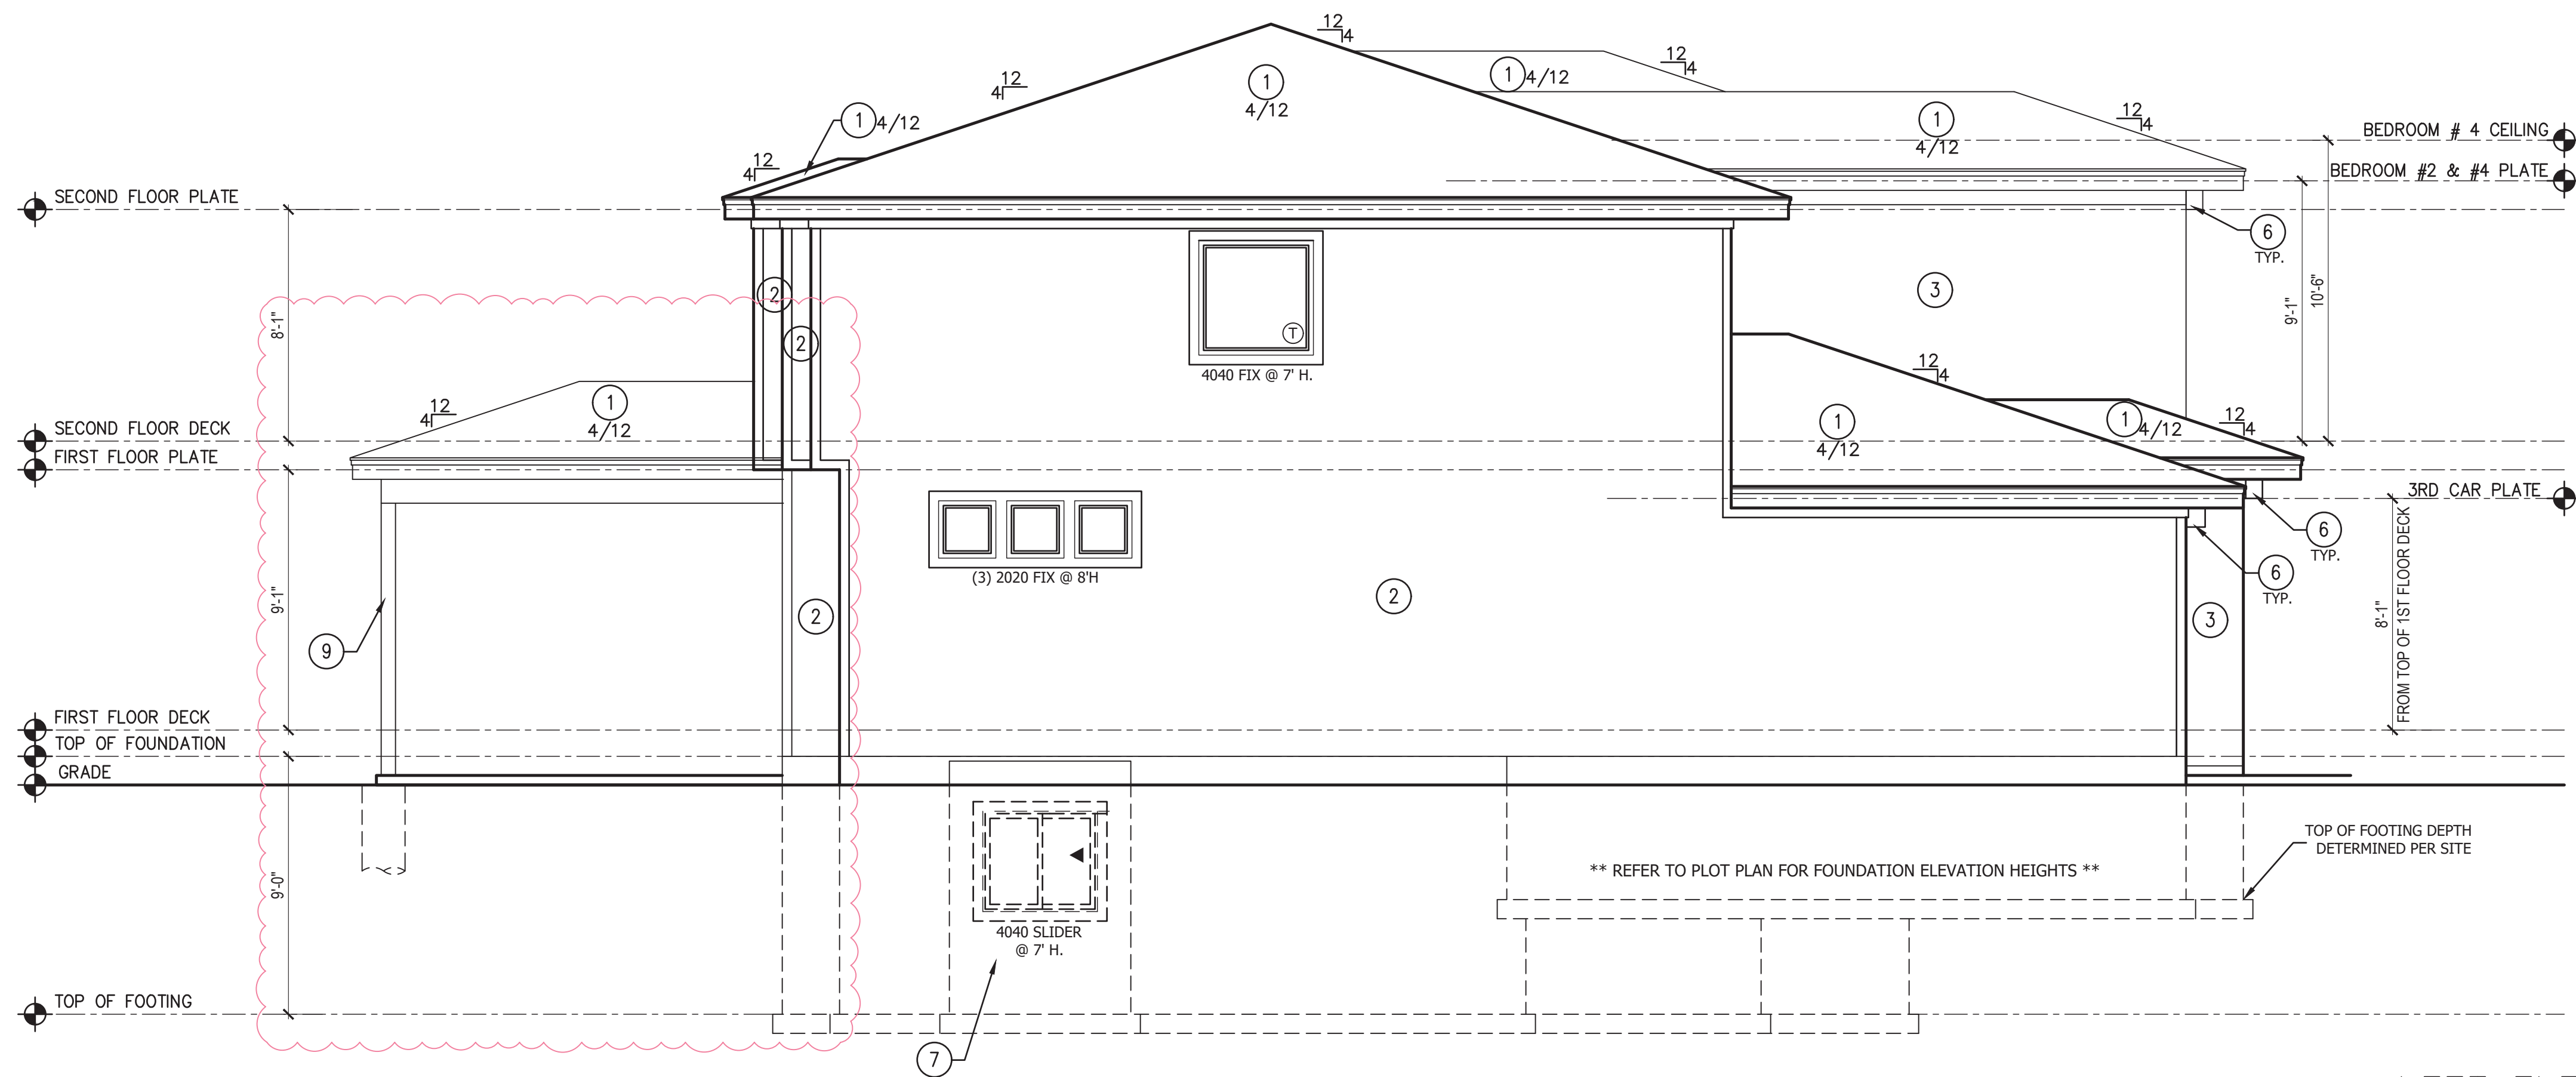 12
4
12
4
12
4
1
4/12
1 4/12
1
4/12
12
4
1 4/12
12
4
BEDROOM # 4 CEILING
BEDROOM #2 & #4 PLATE
SECOND FLOOR PLATE
6
TYP.
2
2
3
T
4040 FIX @ 7' H.
8'-1"
9'-1"
10'-6"
12
4
1
4/12
12
4
1
4/12
1 4/12
12
4
SECOND FLOOR DECK
FIRST FLOOR PLATE
3RD CAR PLATE
6
TYP.
6
TYP.
(3) 2020 FIX @ 8'H
2
2
3
9'-1"
9
8'-1"
FROM TOP OF 1ST FLOOR DECK
FIRST FLOOR DECK
TOP OF FOUNDATION
GRADE
TOP OF FOOTING DEPTH
DETERMINED PER SITE
** REFER TO PLOT PLAN FOR FOUNDATION ELEVATION HEIGHTS **
9'-0"
4040 SLIDER
@ 7' H.
TOP OF FOOTING
7